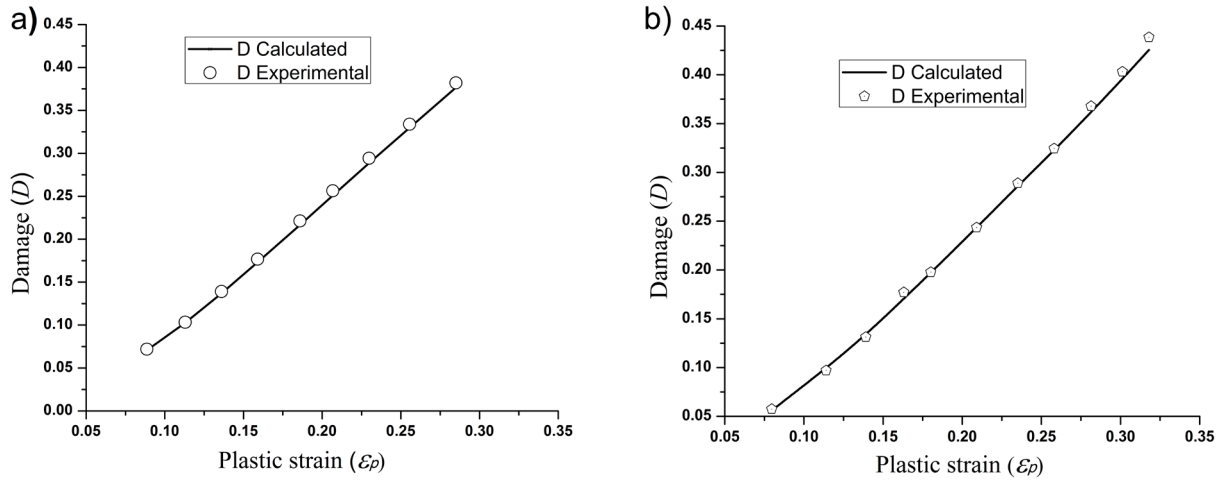 a)
D Calculated
D Experimental
Damage (D)
0.45
0.40
0.35
0.30
0.25
0.20
0.15
0.10
0.05
0.00
0.05 0.10 0.15 0.20 0.25 0.30 0.35
Plastic strain (εp)
b)
D Calculated
D Experimental
Damage (D)
0.45
0.40
0.35
0.30
0.25
0.20
0.15
0.10
0.05
0.05 0.10 0.15 0.20 0.25 0.30 0.35
Plastic strain (εp)